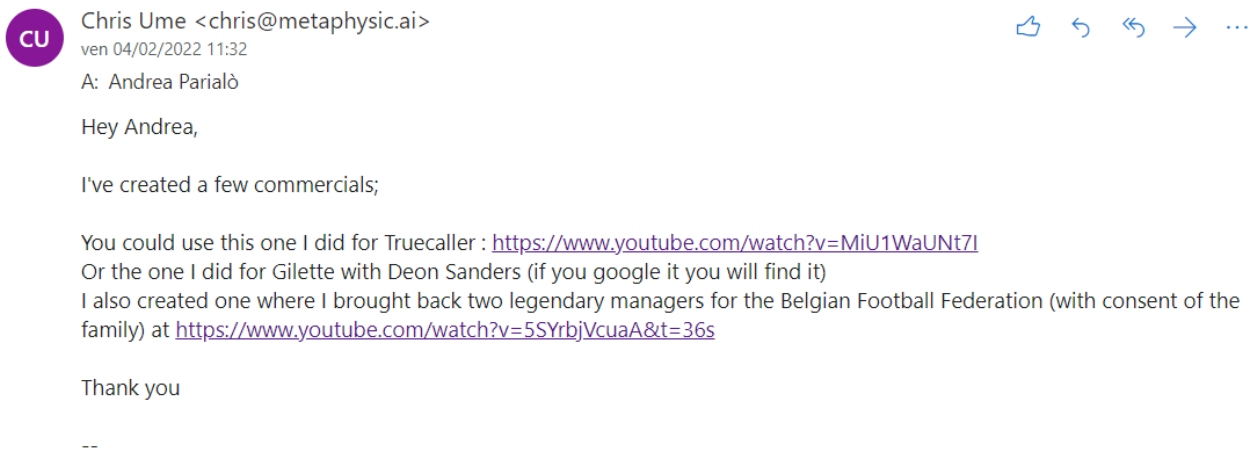 CU
Chris Ume <chris@metaphysic.ai>
ven 04/02/2022 11:32
A: Andrea Parialò
Hey Andrea,
I've created a few commercials;
You could use this one I did for Truecaller : https://www.youtube.com/watch?v=MiU1WaUNt7I
Or the one I did for Gilette with Deon Sanders (if you google it you will find it)
I also created one where I brought back two legendary managers for the Belgian Football Federation (with consent of the
family) at https://www.youtube.com/watch?v=5SYrbjVcuaA&t=36s
Thank you
--